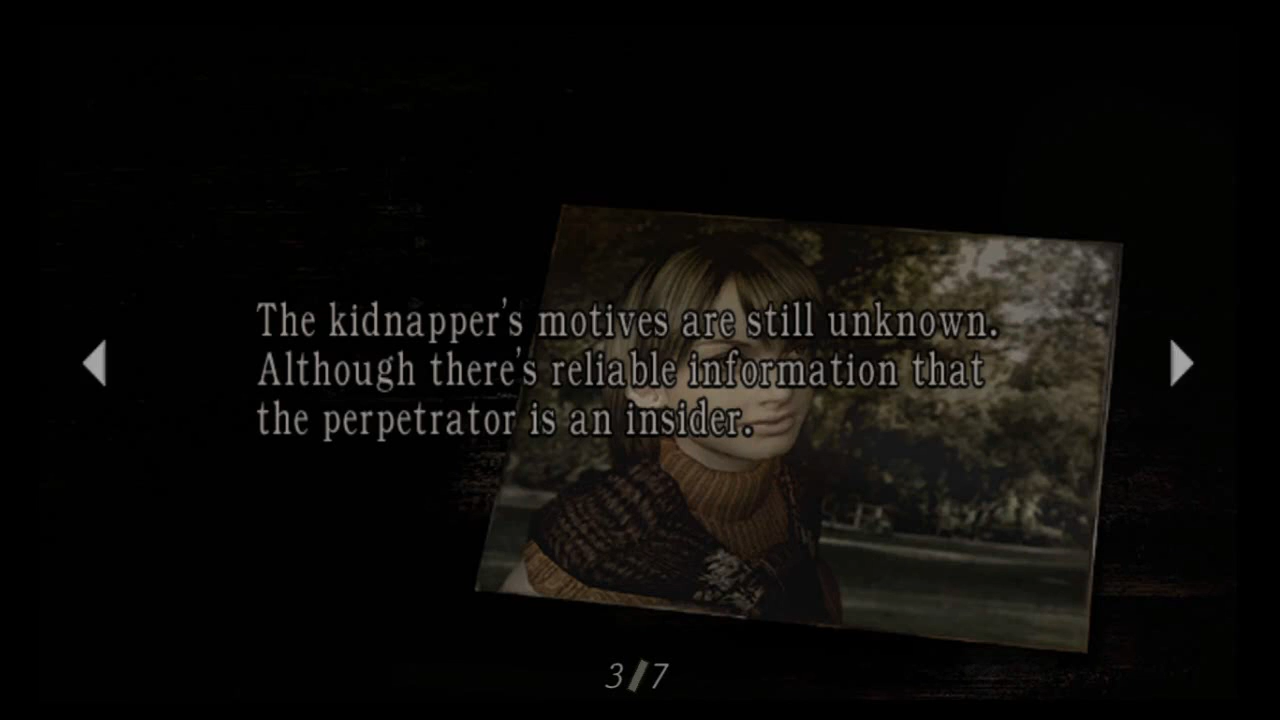 The kidnapper's motives are still unknown.
Although there's reliable information that
the perpetrator is an insider.
3/7